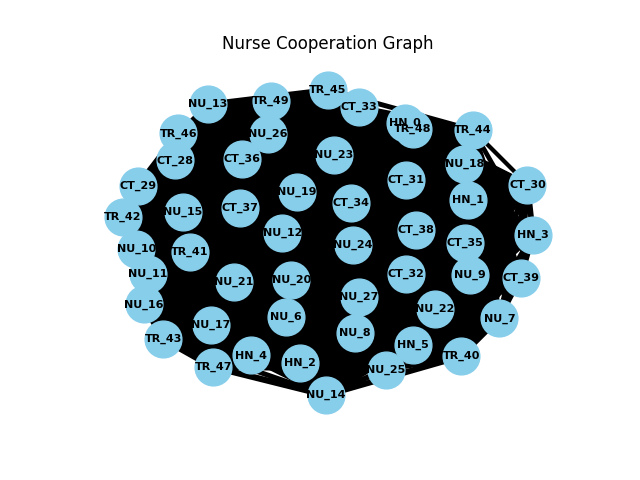 Nurse Cooperation Graph
TR_45
NU_13
TR_49
CT_33
HN_0
TR_48
TR_44
TR_46
NU_26
CT_28
CT_36
NU_23
NU_18
CT_29
CT_31
CT_30
NU_19
HN_1
TR_42
NU_15
CT_37
CT_34
NU_12
CT_38
HN_3
NU_10
TR_41
NU_24
CT_35
NU_11
NU_21
NU_20
CT_32
NU_9
CT_39
NU_16
NU_27
NU_22
NU_6
NU_7
TR_43
NU_17
NU_8
HN_5
TR_47
HN_4
HN_2
NU_25
TR_40
NU_14